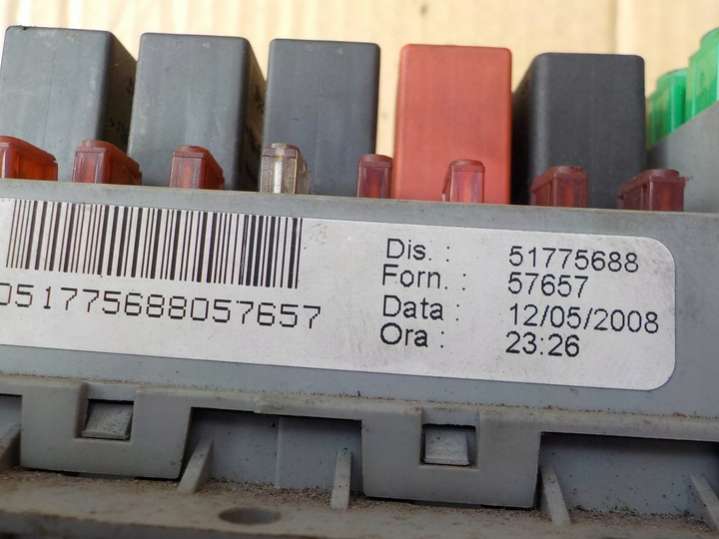 Dis. : 51775688
Forn. : 57657
Data : 12/05/2008
Ora : 23:26
051775688057657